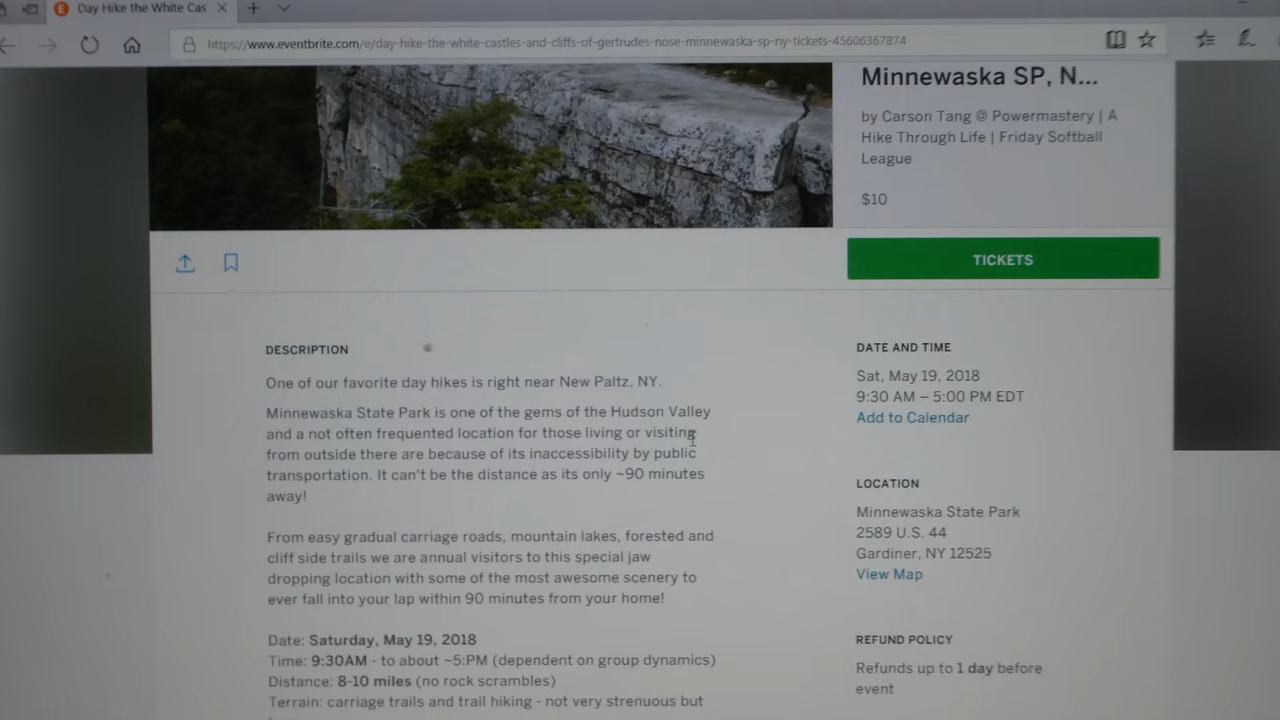 Day Hike the White Cas
https://www.eventbrite.com/e/day-hike-the-white-castles-and-cliffs-of-gertrudes-nose-minnewaska-sp-ny-tickets-45606367874
Minnewaska SP, N...
by Carson Tang @ Powermastery | A
Hike Through Life | Friday Softball
League
$10
TICKETS
DESCRIPTION
One of our favorite day hikes is right near New Paltz, NY.
Minnewaska State Park is one of the gems of the Hudson Valley
and a not often frequented location for those living or visiting
from outside there are because of its inaccessibility by public
transportation. It can't be the distance as its only ~90 minutes
away!
From easy gradual carriage roads, mountain lakes, forested and
cliff side trails we are annual visitors to this special jaw
dropping location with some of the most awesome scenery to
ever fall into your lap within 90 minutes from your home!
Date: Saturday, May 19, 2018
Time: 9:30AM - to about ~5:PM (dependent on group dynamics)
Distance: 8-10 miles (no rock scrambles)
Terrain: carriage trails and trail hiking - not very strenuous but
DATE AND TIME
Sat, May 19, 2018
9:30 AM – 5:00 PM EDT
Add to Calendar
LOCATION
Minnewaska State Park
2589 U.S. 44
Gardiner, NY 12525
View Map
REFUND POLICY
Refunds up to 1 day before
event